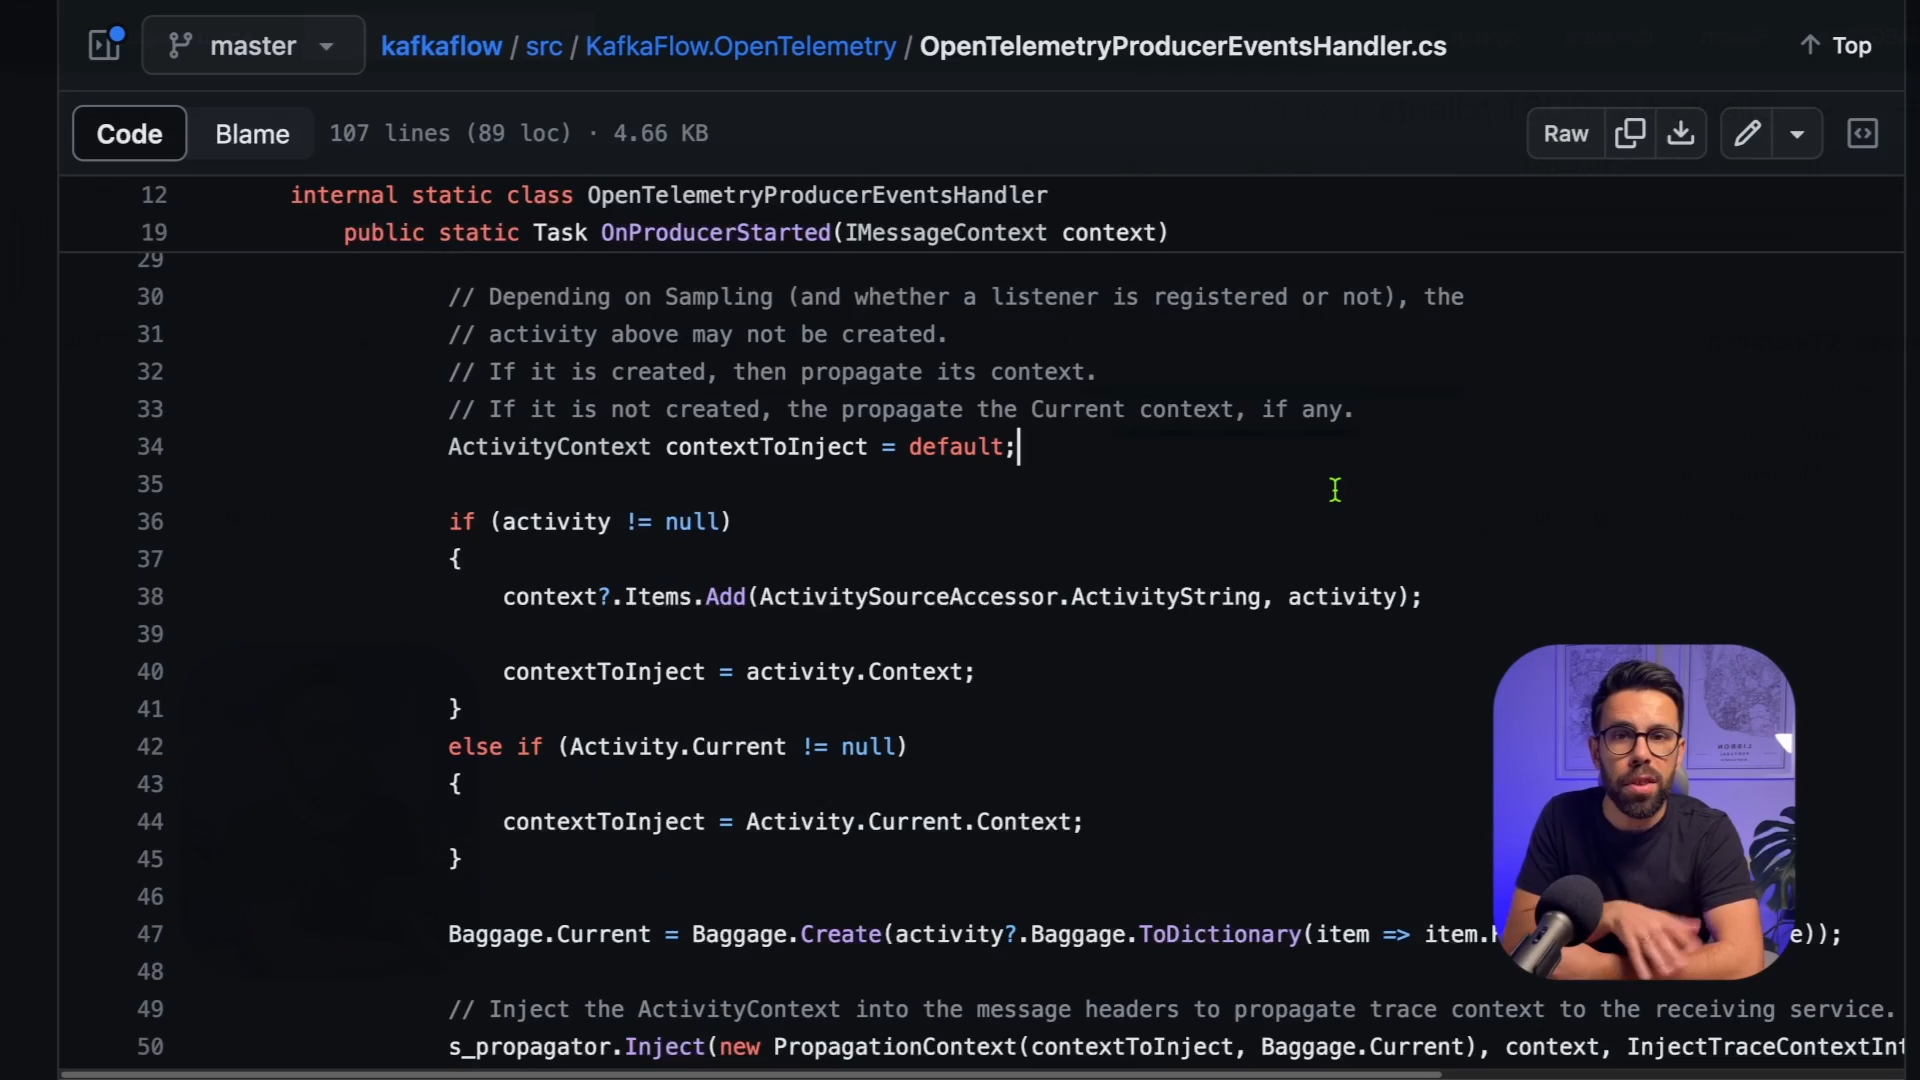 master kafkaflow / src / KafkaFlow.OpenTelemetry / OpenTelemetryProducerEventsHandler.cs Top
Code Blame 107 lines (89 loc) · 4.66 KB Raw
12 internal static class OpenTelemetryProducerEventsHandler
19 public static Task OnProducerStarted(IMessageContext context)
29
30 // Depending on Sampling (and whether a listener is registered or not), the
31 // activity above may not be created.
32 // If it is created, then propagate its context.
33 // If it is not created, the propagate the Current context, if any.
34 ActivityContext contextToInject = default;
35
36 if (activity != null)
37 {
38 context?.Items.Add(ActivitySourceAccessor.ActivityString, activity);
39
40 contextToInject = activity.Context;
41 }
42 else if (Activity.Current != null)
43 {
44 contextToInject = Activity.Current.Context;
45 }
46
47 Baggage.Current = Baggage.Create(activity?.Baggage.ToDictionary(item => item. e));
48
49 // Inject the ActivityContext into the message headers to propagate trace context to the receiving service.
50 s_propagator.Inject(new PropagationContext(contextToInject, Baggage.Current), context, InjectTraceContextInt